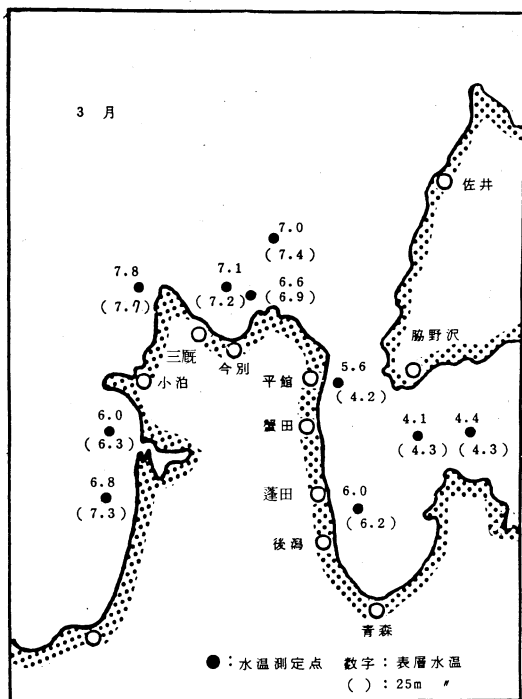 3 月
佐井
7.0
(7.4)
7.8
(7.7)
7.1
(7.2)
6.6
(6.9)
三厩
今別
脇野沢
小泊
平舘
5.6
(4.2)
6.0
(6.3)
蟹田
4.1
(4.3)
4.4
(4.3)
6.8
(7.3)
蓬田
6.0
(6.2)
後潟
青森
●：水温測定点 数字：表層水温
( )：25m 〃